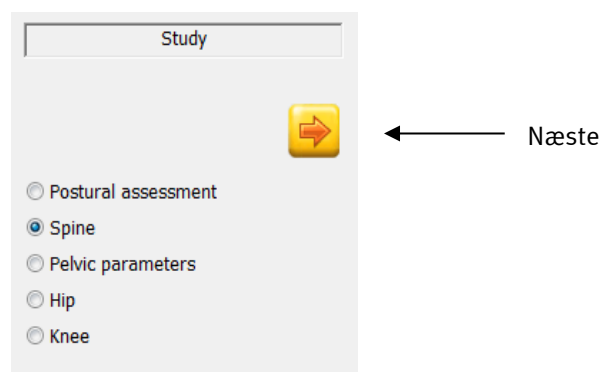 Study
Næste
Postural assessment
Spine
Pelvic parameters
Hip
Knee